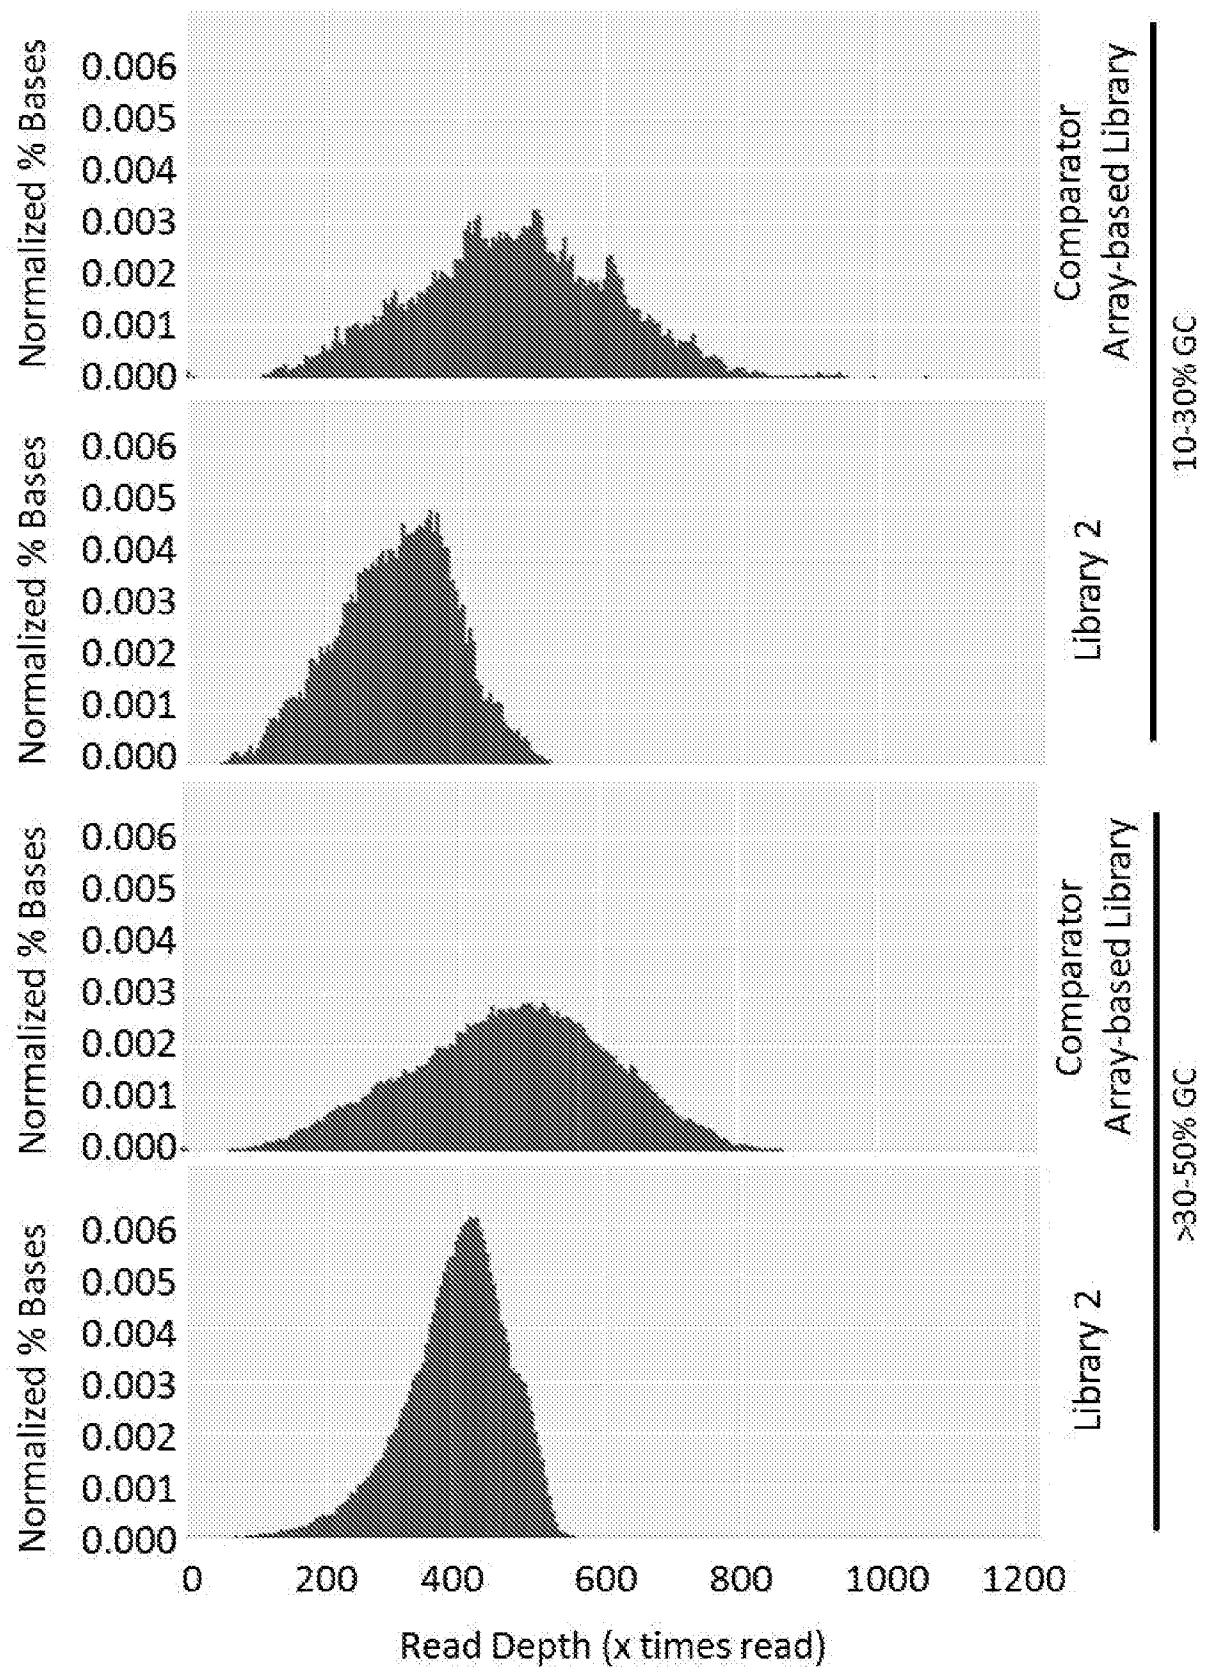 Normalized % Bases
0.006
0.005
0.004
0.003
0.002
0.001
0.000
Comparator
Array-based Library
Normalized % Bases
0.006
0.005
0.004
0.003
0.002
0.001
0.000
Library 2
10-30% GC
Normalized % Bases
0.006
0.005
0.004
0.003
0.002
0.001
0.000
Comparator
Array-based Library
Normalized % Bases
0.006
0.005
0.004
0.003
0.002
0.001
0.000
Library 2
>30-50% GC
0 200 400 600 800 1000 1200
Read Depth (x times read)